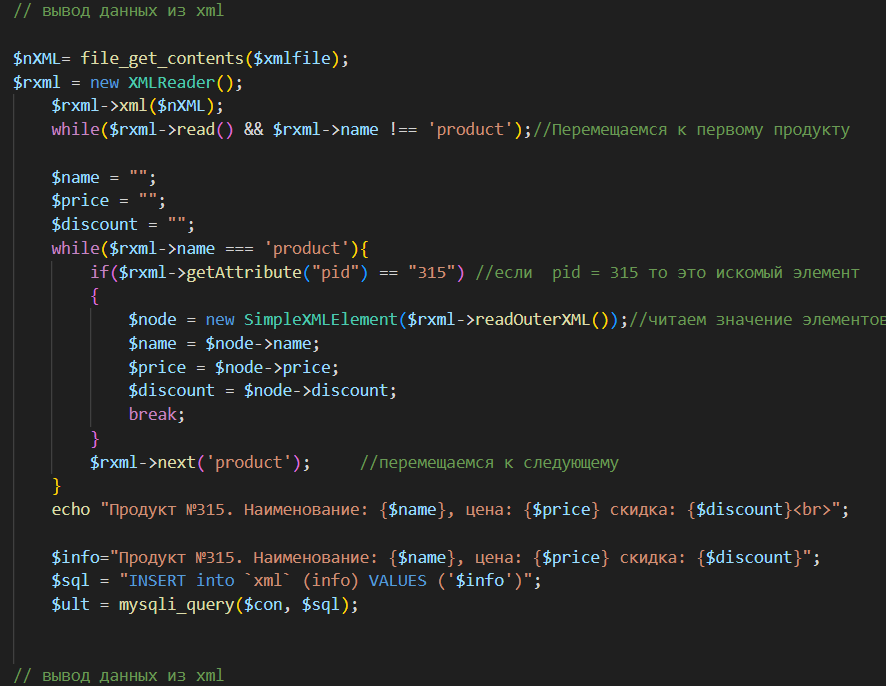 // вывод данных из xml
$nXML= file_get_contents($xmlfile);
$rxml = new XMLReader();
$rxml->xml($nXML);
while($rxml->read() && $rxml->name !== 'product');//Перемещаемся к первому продукту
$name = "";
$price = "";
$discount = "";
while($rxml->name === 'product'){
if($rxml->getAttribute("pid") == "315") //если  pid = 315 то это искомый элемент
{
$node = new SimpleXMLElement($rxml->readOuterXML());//читаем значение элементов
$name = $node->name;
$price = $node->price;
$discount = $node->discount;
break;
}
$rxml->next('product');     //перемещаемся к следующему
}
echo "Продукт №315. Наименование: {$name}, цена: {$price} скидка: {$discount}<br>";
$info="Продукт №315. Наименование: {$name}, цена: {$price} скидка: {$discount}";
$sql = "INSERT into `xml` (info) VALUES ('$info')";
$ult = mysqli_query($con, $sql);
// вывод данных из xml